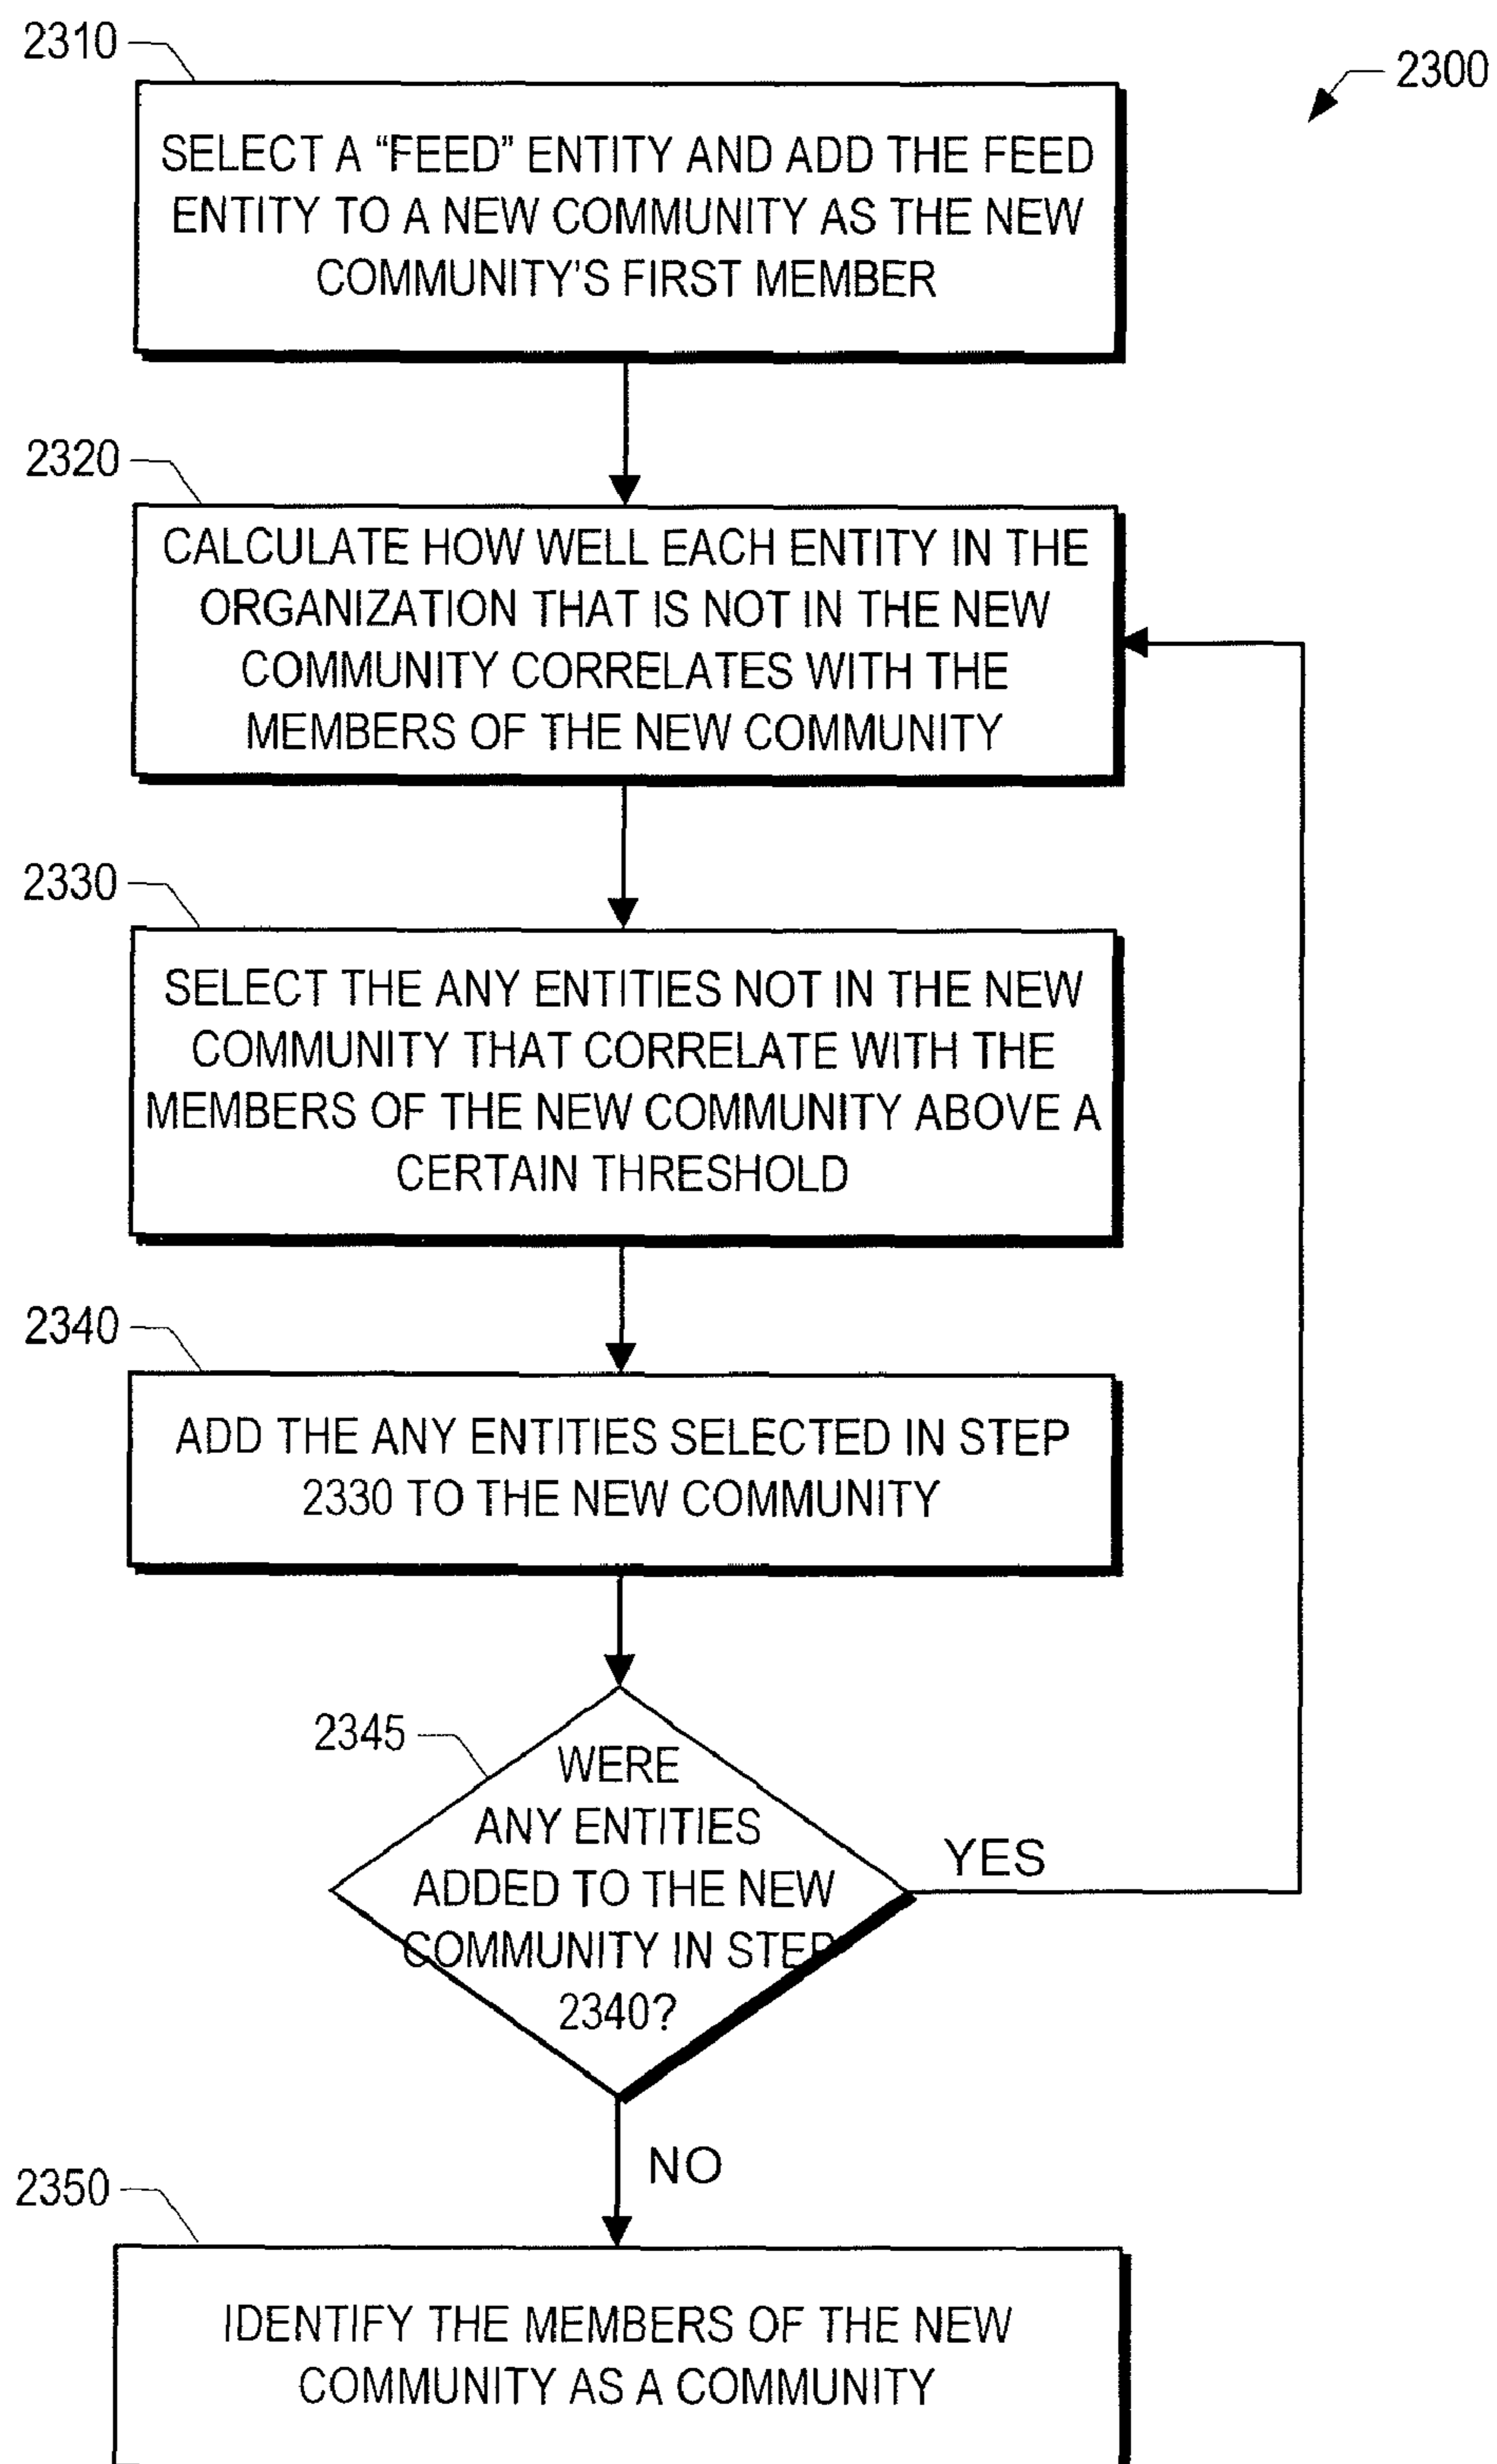 2310
2300
SELECT A “FEED” ENTITY AND ADD THE FEED
ENTITY TO A NEW COMMUNITY AS THE NEW
COMMUNITY’S FIRST MEMBER
2320
CALCULATE HOW WELL EACH ENTITY IN THE
ORGANIZATION THAT IS NOT IN THE NEW
COMMUNITY CORRELATES WITH THE
MEMBERS OF THE NEW COMMUNITY
2330
SELECT THE ANY ENTITIES NOT IN THE NEW
COMMUNITY THAT CORRELATE WITH THE
MEMBERS OF THE NEW COMMUNITY ABOVE A
CERTAIN THRESHOLD
2340
ADD THE ANY ENTITIES SELECTED IN STEP
2330 TO THE NEW COMMUNITY
2345
WERE
ANY ENTITIES
ADDED TO THE NEW
COMMUNITY IN STEP
2340?
YES
NO
2350
IDENTIFY THE MEMBERS OF THE NEW
COMMUNITY AS A COMMUNITY